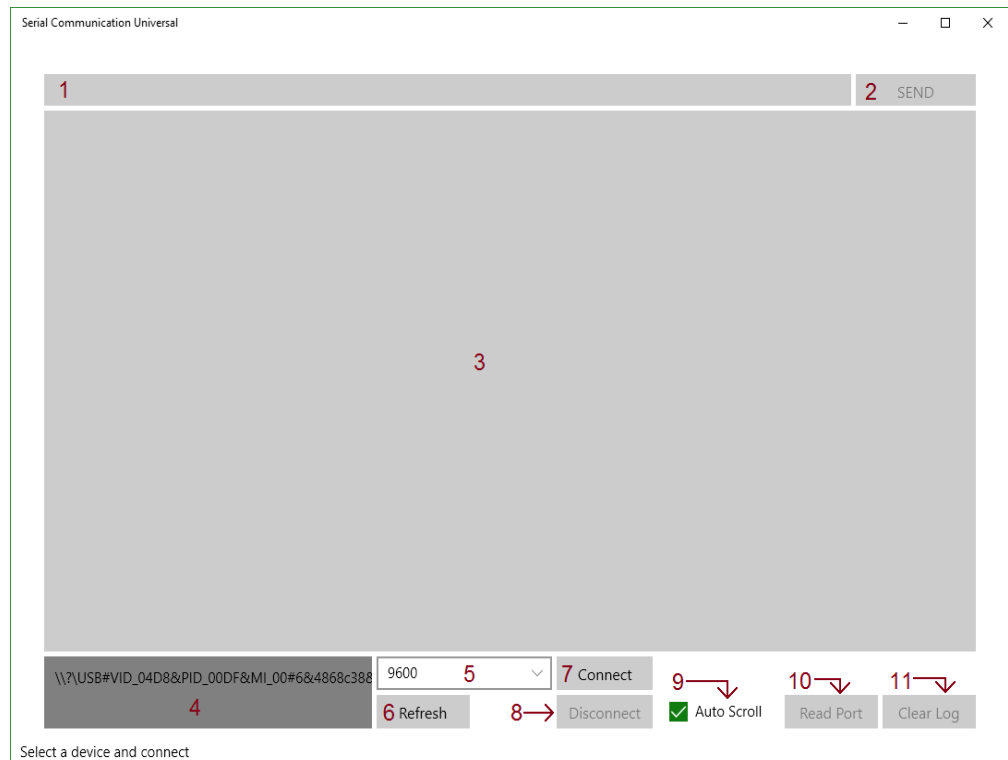 Serial Communication Universal
1
2 SEND
3
\\?\USB#VID_04D8&PID_00DF&MI_00#6&4868c38&
4
9600 5
7 Connect
6 Refresh
8 Disconnect
9
Auto Scroll
10
Read Port
11
Clear Log
Select a device and connect